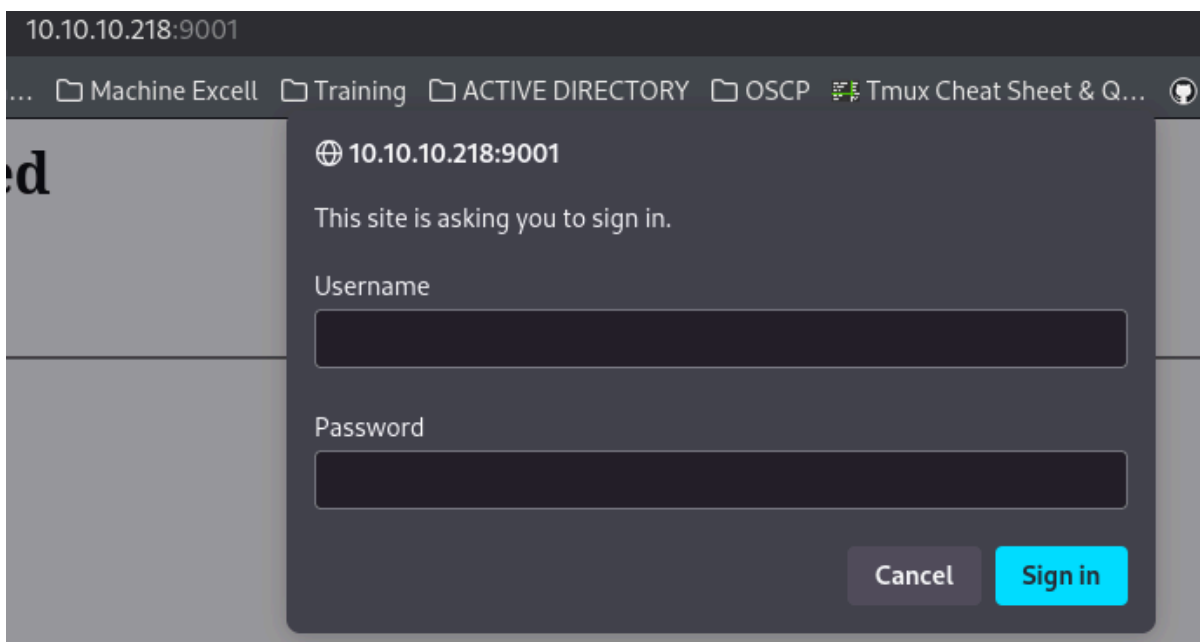 10.10.10.218:9001
... Machine Excell Training ACTIVE DIRECTORY OSCP Tmux Cheat Sheet & Q...
ed
10.10.10.218:9001
This site is asking you to sign in.
Username
Password
Cancel Sign in